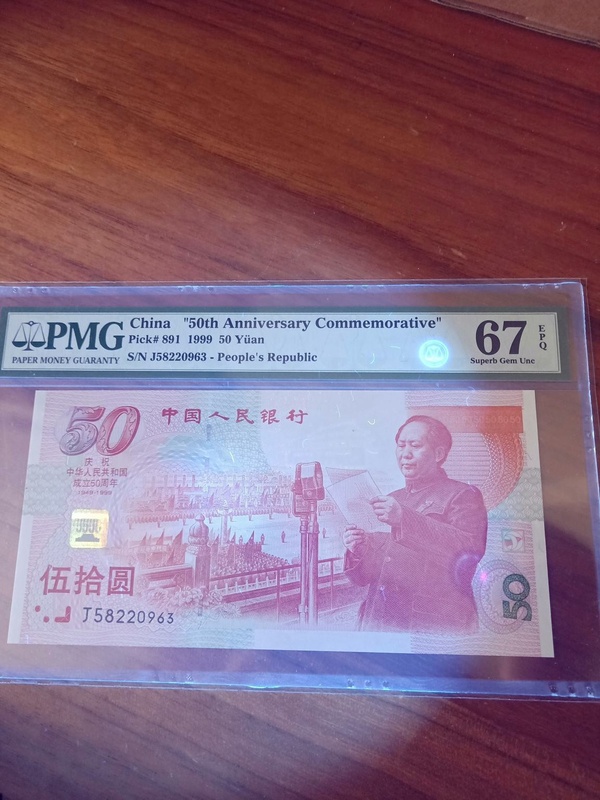 PMG
PAPER MONEY GUARANTY
China "50th Anniversary Commemorative"
Pick# 891 1999 50 Yüan
S/N J58220963 - People's Republic
67
EPQ
Superb Gem Unc
50
中国人民银行
庆祝
中华人民共和国
成立50周年
1949-1999
伍拾圆
J58220963
50